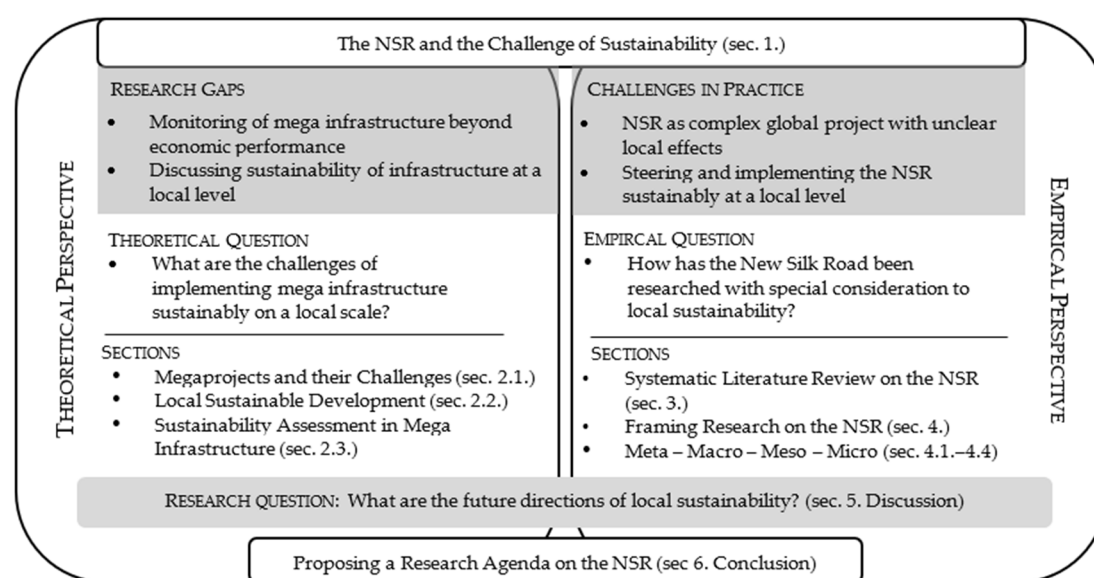 The NSR and the Challenge of Sustainability (sec. 1.)
THEORETICAL PERSPECTIVE
RESEARCH GAPS
• Monitoring of mega infrastructure beyond
economic performance
• Discussing sustainability of infrastructure at a
local level
THEORETICAL QUESTION
• What are the challenges of
implementing mega infrastructure
sustainably on a local scale?
SECTIONS
• Megaprojects and their Challenges (sec. 2.1.)
• Local Sustainable Development (sec. 2.2.)
• Sustainability Assessment in Mega
Infrastructure (sec. 2.3.)
CHALLENGES IN PRACTICE
• NSR as complex global project with unclear
local effects
• Steering and implementing the NSR
sustainably at a local level
EMPIRCAL QUESTION
• How has the New Silk Road been
researched with special consideration to
local sustainability?
SECTIONS
• Systematic Literature Review on the NSR
(sec. 3.)
• Framing Research on the NSR (sec. 4.)
• Meta – Macro – Meso – Micro (sec. 4.1.–4.4)
EMPIRICAL PERSPECTIVE
RESEARCH QUESTION: What are the future directions of local sustainability? (sec. 5. Discussion)
Proposing a Research Agenda on the NSR (sec 6. Conclusion)